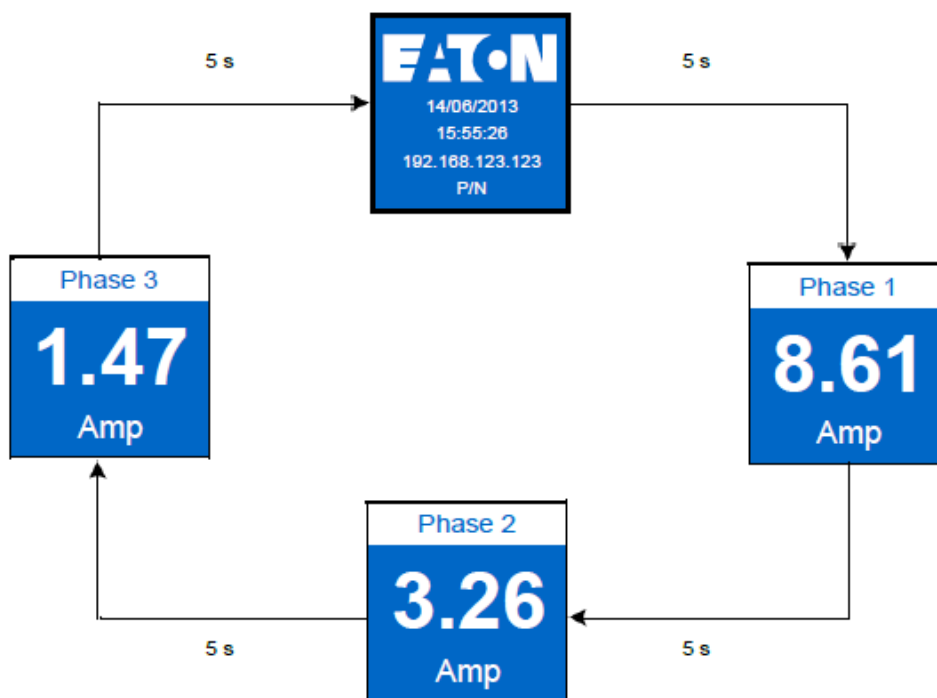 5 s
EATON
5 s
14/06/2013
15:55:26
192.168.123.123
P/N
Phase 3
1.47
Amp
Phase 1
8.61
Amp
Phase 2
3.26
Amp
5 s
5 s